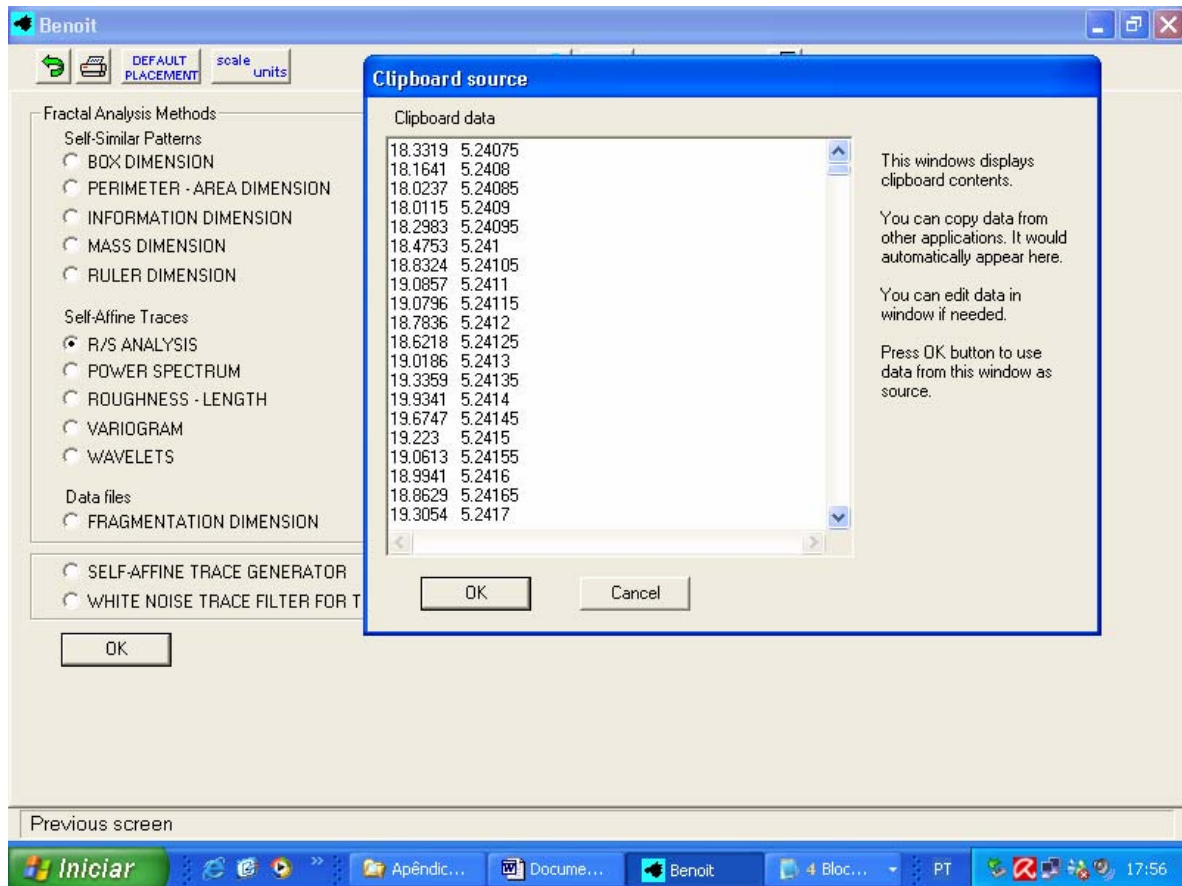 Benoit
DEFAULT
PLACEMENT
scale
units
Fractal Analysis Methods
Self-Similar Patterns
BOX DIMENSION
PERIMETER - AREA DIMENSION
INFORMATION DIMENSION
MASS DIMENSION
RULER DIMENSION
Self-Affine Traces
R/S ANALYSIS
POWER SPECTRUM
ROUGHNESS - LENGTH
VARIOGRAM
WAVELETS
Data files
FRAGMENTATION DIMENSION
SELF-AFFINE TRACE GENERATOR
WHITE NOISE TRACE FILTER FOR T
OK
Clipboard source
Clipboard data
18.3319 5.24075
18.1641 5.2408
18.0237 5.24085
18.0115 5.2409
18.2983 5.24095
18.4753 5.241
18.8324 5.24105
19.0857 5.2411
19.0796 5.24115
18.7836 5.2412
18.6218 5.24125
19.0186 5.2413
19.3359 5.24135
19.9341 5.2414
19.6747 5.24145
19.223 5.2415
19.0613 5.24155
18.9941 5.2416
18.8629 5.24165
19.3054 5.2417
This windows displays
clipboard contents.
You can copy data from
other applications. It would
automatically appear here.
You can edit data in
window if needed.
Press OK button to use
data from this window as
source.
OK
Cancel
Previous screen
Iniciar
Apêndic...
Docume...
Benoit
4 Bloc...
PT
17:56